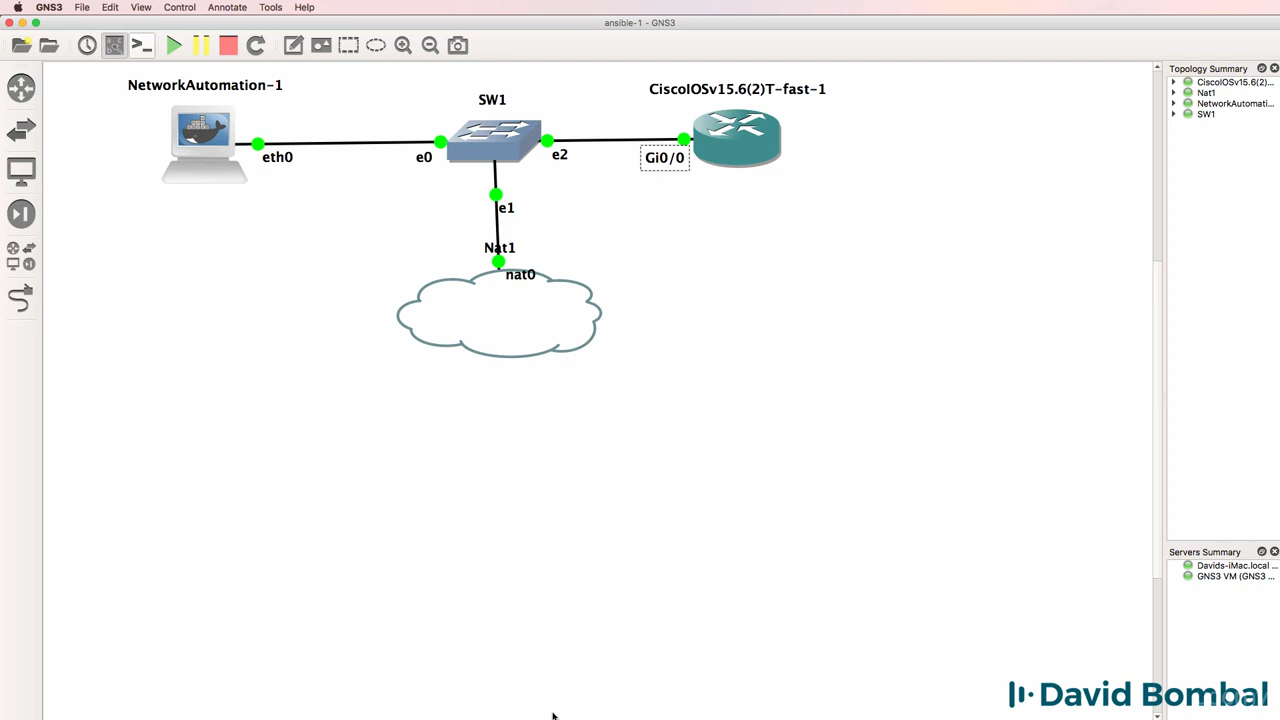 GNS3 File Edit View Control Annotate Tools Help
ansible-1 - GNS3
NetworkAutomation-1
SW1
CiscoIOSv15.6(2)T-fast-1
eth0
e0
e2
Gi0/0
e1
Nat1
nat0
Topology Summary
CiscoIOSv15.6(2)...
Nat1
NetworkAutomati...
SW1
Servers Summary
Davids-iMac.local ...
GNS3 VM (GNS3 ...
David Bombal